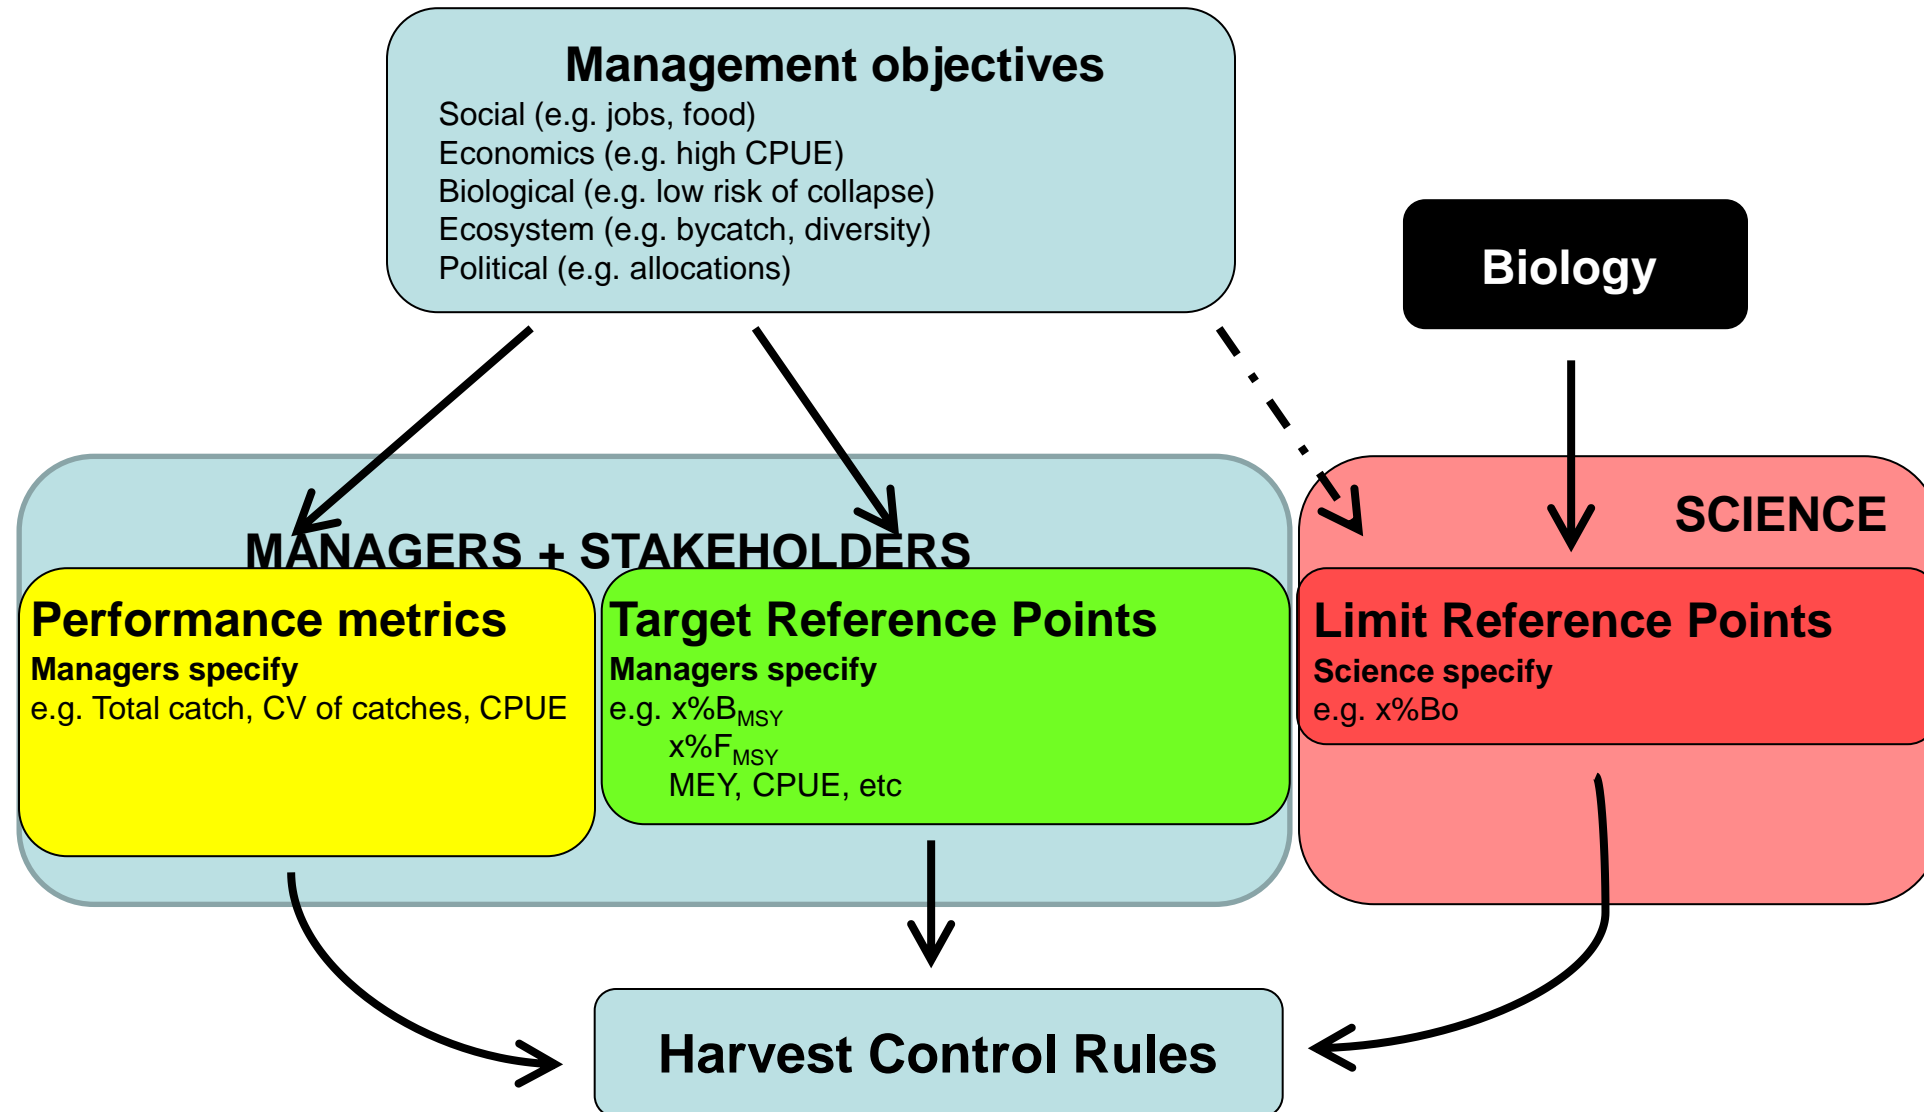 Management objectives
Social (e.g. jobs, food)
Economics (e.g. high CPUE)
Biological (e.g. low risk of collapse)
Ecosystem (e.g. bycatch, diversity)
Political (e.g. allocations)
Biology
MANAGERS + STAKEHOLDERS
SCIENCE
Performance metrics
Managers specify
e.g. Total catch, CV of catches, CPUE
Target Reference Points
Managers specify
e.g. x%BMSY
x%FMSY
MEY, CPUE, etc
Limit Reference Points
Science specify
e.g. x%Bo
Harvest Control Rules